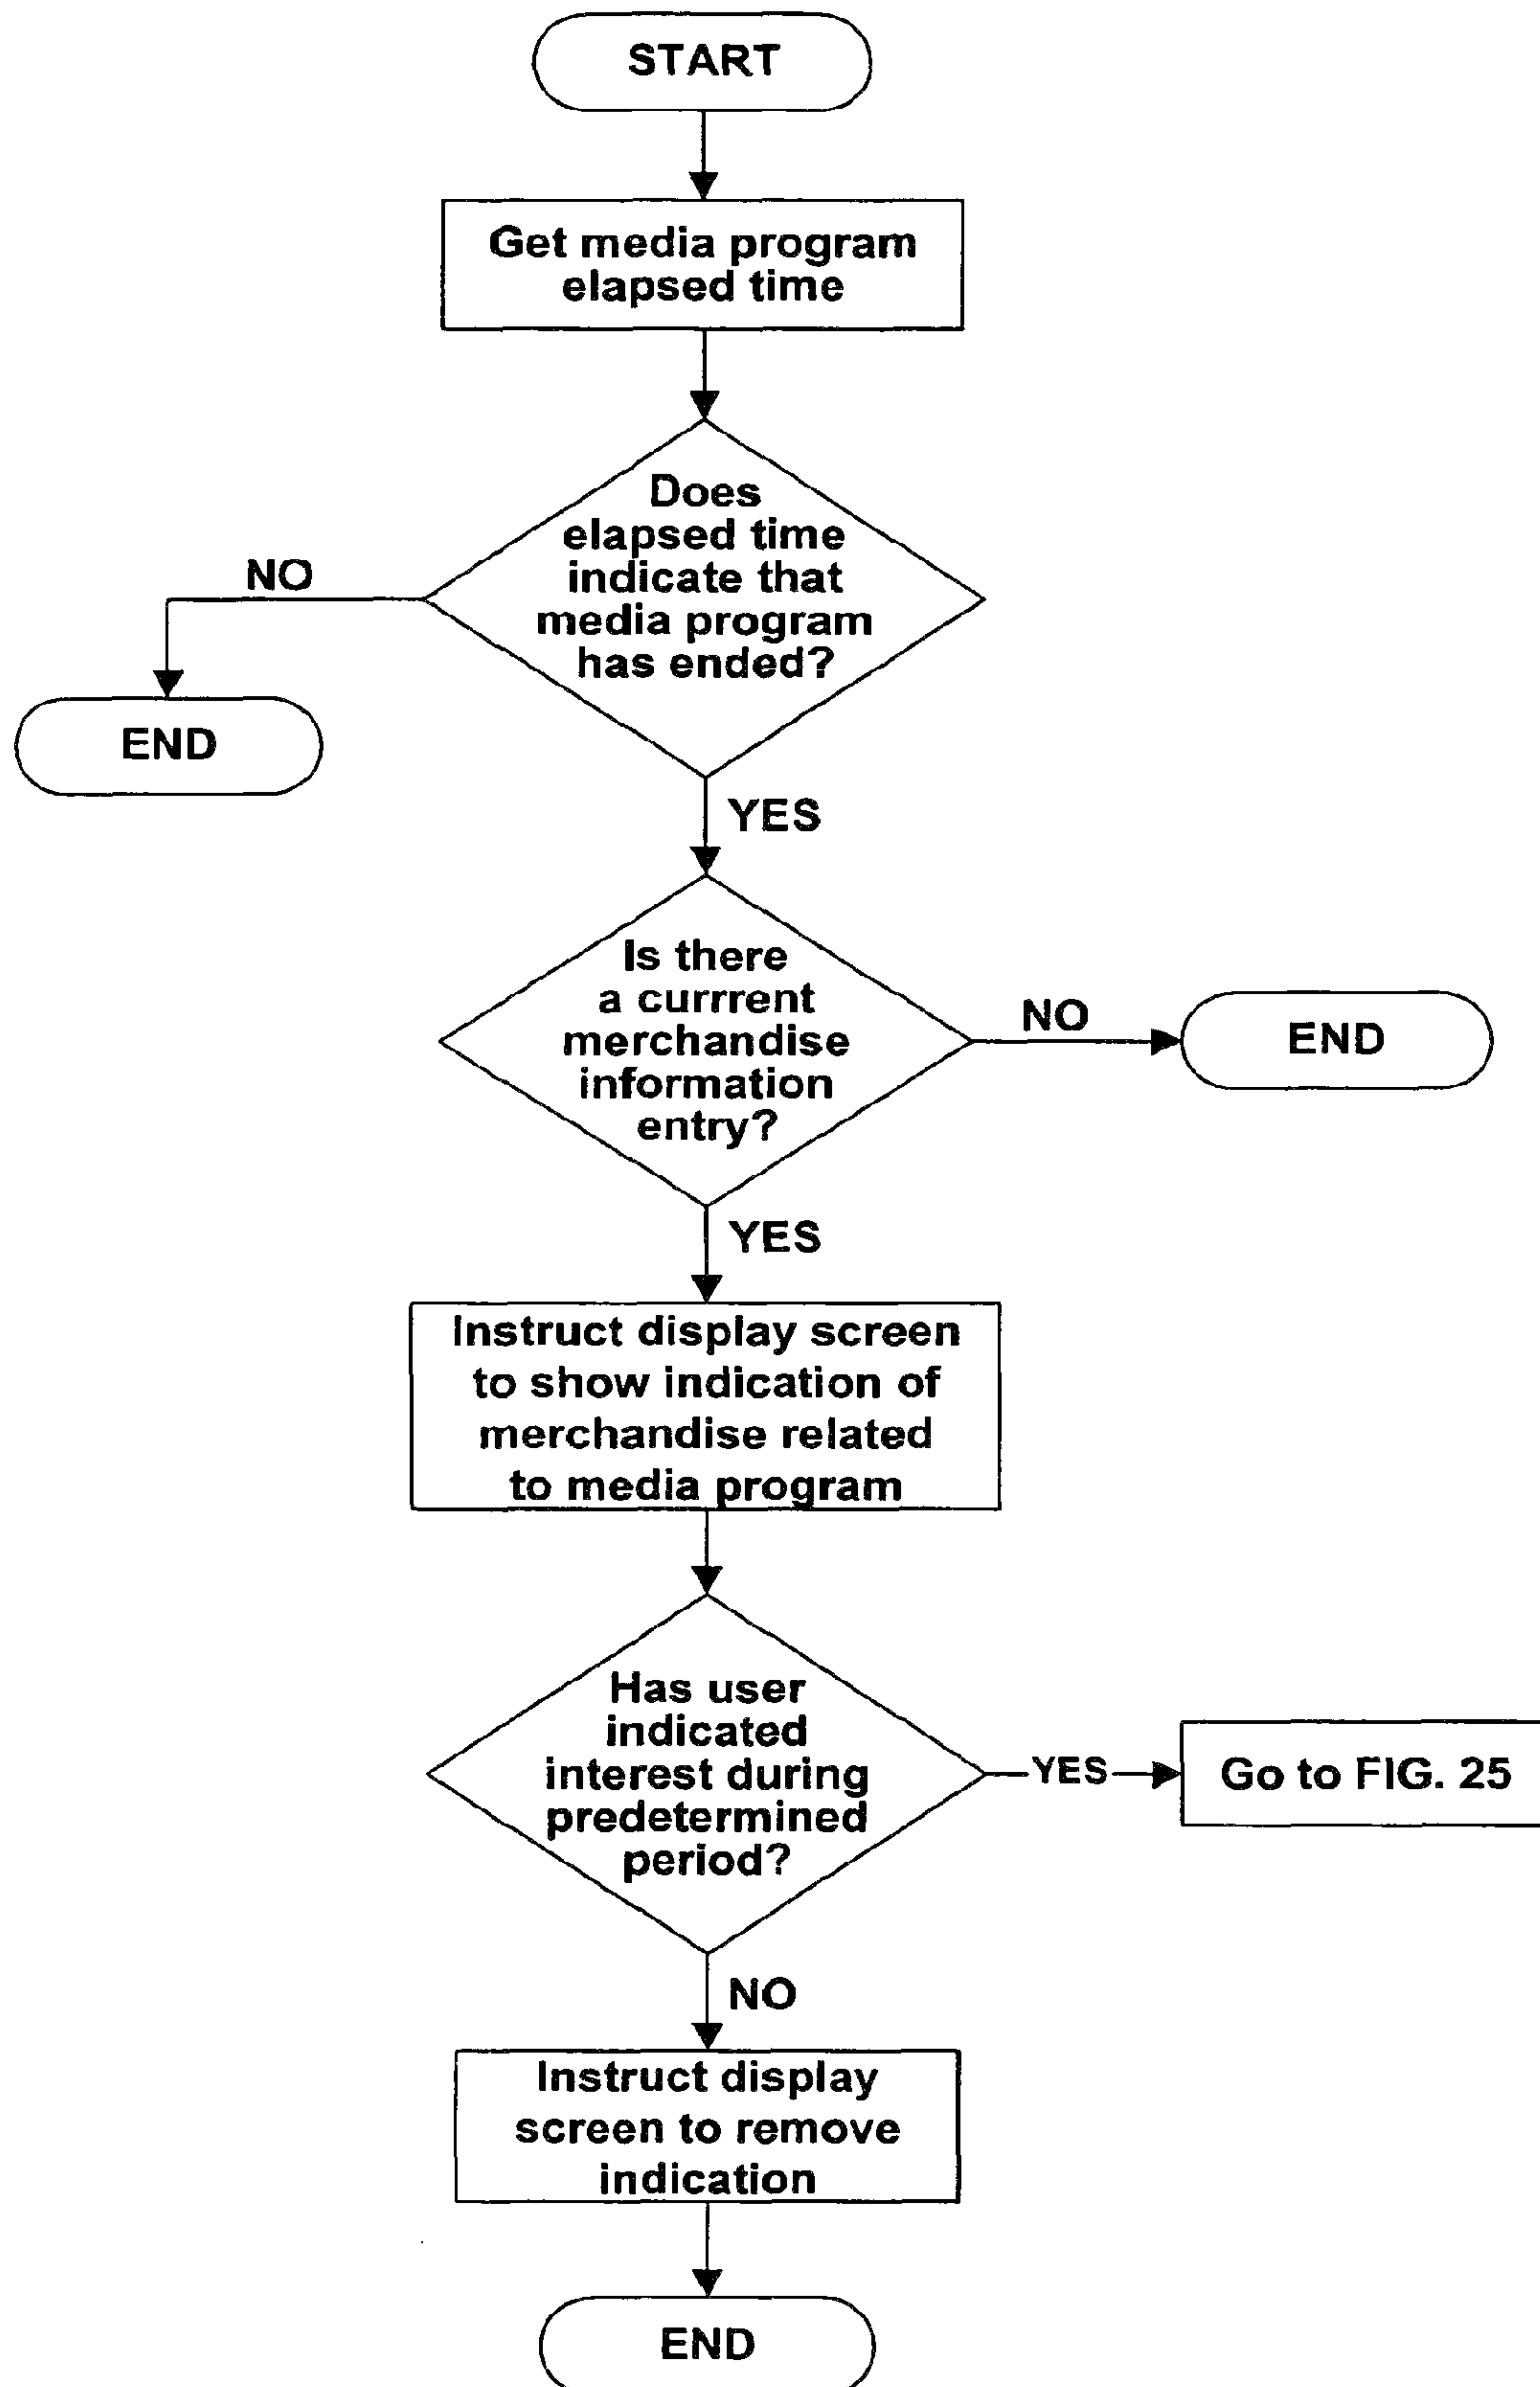 START
Get media program
elapsed time
Does
elapsed time
indicate that
media program
has ended?
NO
END
YES
Is there
a currrent
merchandise
information
entry?
NO
END
YES
Instruct display screen
to show indication of
merchandise related
to media program
Has user
indicated
interest during
predetermined
period?
YES
Go to FIG. 25
NO
Instruct display
screen to remove
indication
END